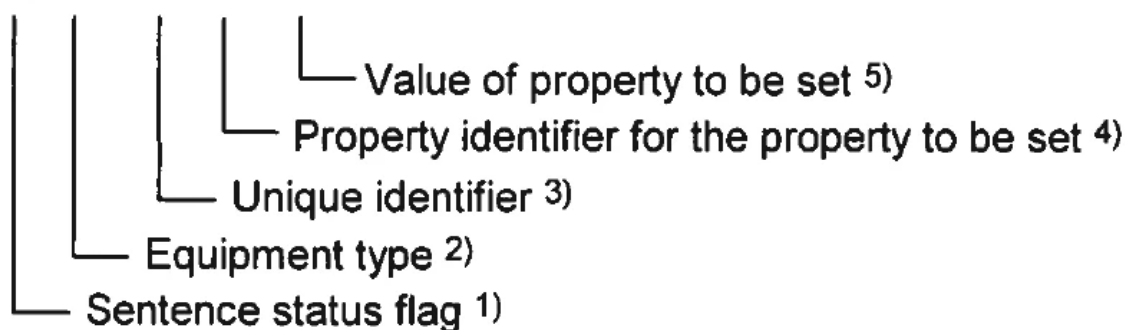 Value of property to be set 5)
Property identifier for the property to be set 4)
Unique identifier 3)
Equipment type 2)
Sentence status flag 1)